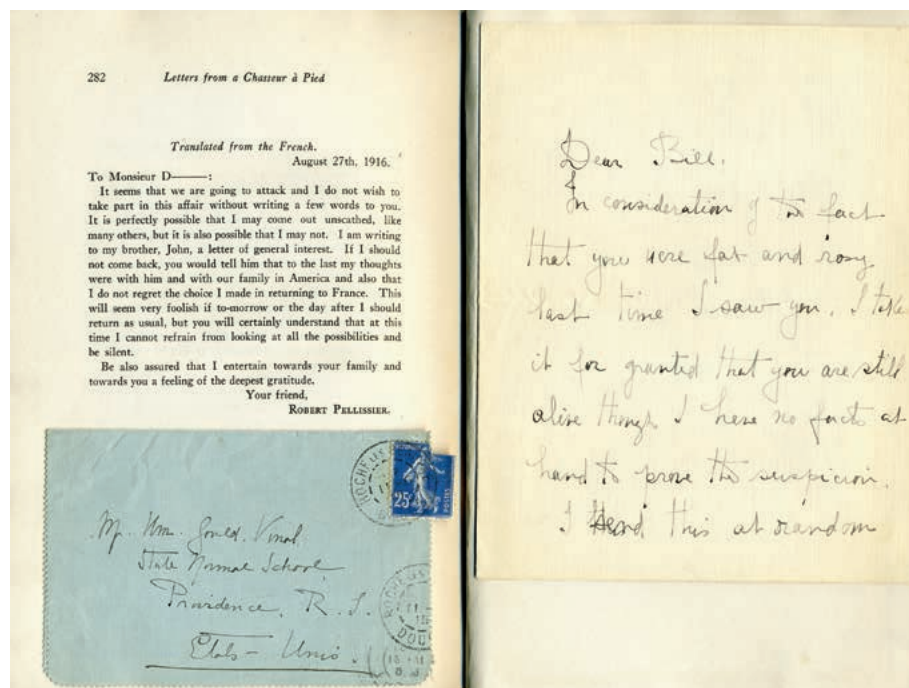 282 Letters from a Chasseur à Pied
Translated from the French.
August 27th, 1916.
To Monsieur D——:
It seems that we are going to attack and I do not wish to
take part in this affair without writing a few words to you.
It is perfectly possible that I may come out unscathed, like
many others, but it is also possible that I may not. I am writing
to my brother, John, a letter of general interest. If I should
not come back, you would tell him that to the last my thoughts
were with him and with our family in America and also that
I do not regret the choice I made in returning to France. This
will seem very foolish if to-morrow or the day after I should
return as usual, but you will certainly understand that at this
time I cannot refrain from looking at all the possibilities and
be silent.
Be also assured that I entertain towards your family and
towards you a feeling of the deepest gratitude.
Your friend,
ROBERT PELLISSIER.
25c
POSTES
Mr. Wm. Gould Vinal
State Normal School
Providence, R. I.
Etats-Unis.
Dear Bill.
In consideration of the fact
that you were fat and rosy
last time I saw you, I take
it for granted that you are still
alive though I have no facts at
hand to prove the suspicion.
I send this at random